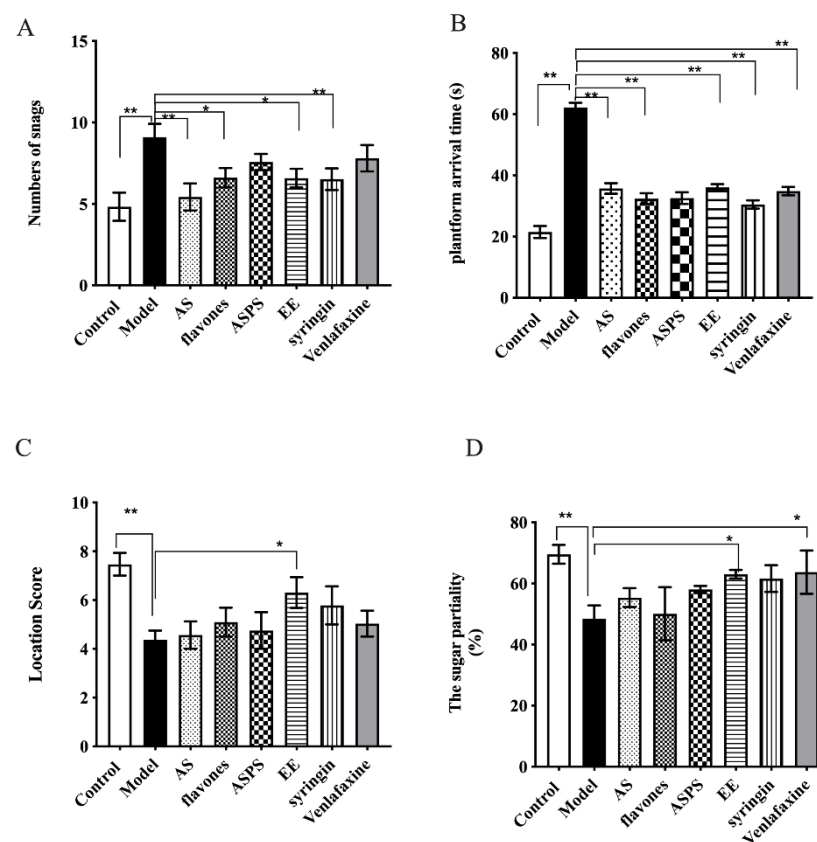 A
Numbers of snags
15
10
5
0
**
**
*
*
**
Control
Model
AS
flavones
ASPS
EE
syringin
Venlafaxine
B
plantform arrival time (s)
80
60
40
20
0
**
**
**
**
**
**
Control
Model
AS
flavones
ASPS
EE
syringin
Venlafaxine
C
Location Score
10
8
6
4
2
0
**
*
Control
Model
AS
flavones
ASPS
EE
syringin
Venlafaxine
D
The sugar partiality
(%)
80
60
40
20
0
**
*
*
Control
Model
AS
flavones
ASPS
EE
syringin
Venlafaxine